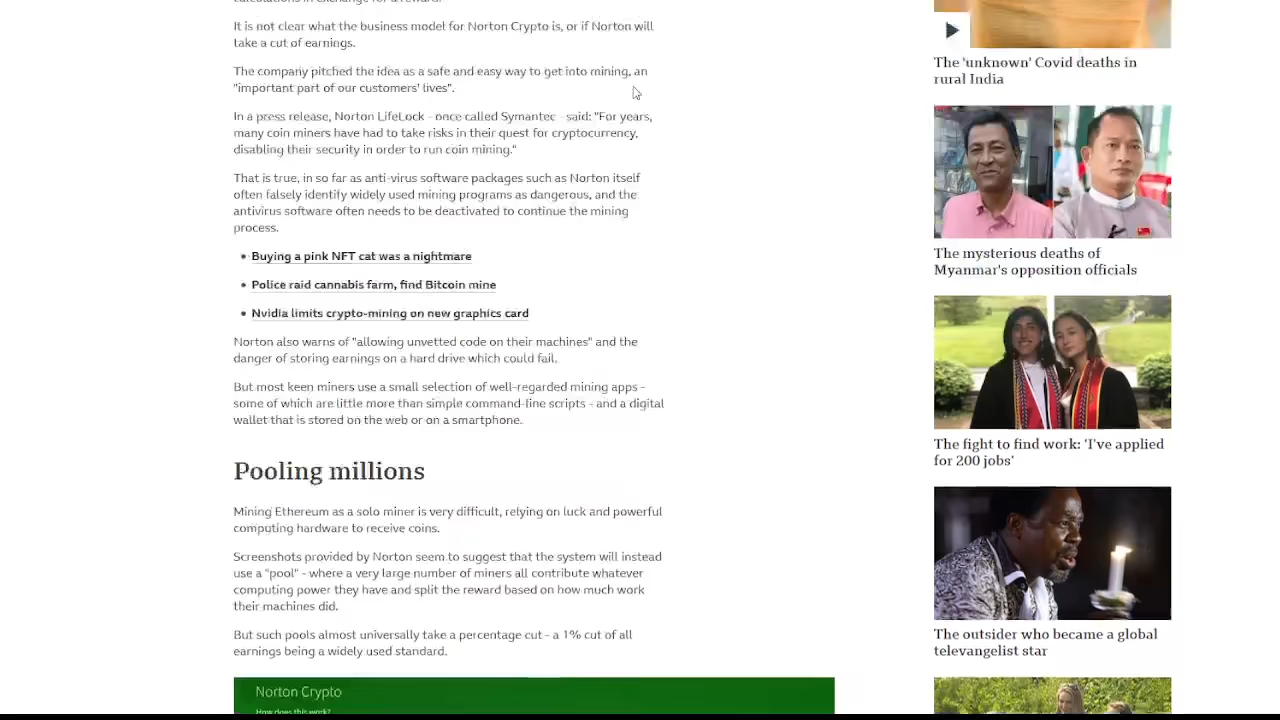 It is not clear what the business model for Norton Crypto is, or if Norton will
take a cut of earnings.
The company pitched the idea as a safe and easy way to get into mining, an
"important part of our customers' lives".
In a press release, Norton LifeLock - once called Symantec - said: "For years,
many coin miners have had to take risks in their quest for cryptocurrency,
disabling their security in order to run coin mining."
That is true, in so far as anti-virus software packages such as Norton itself
often falsely identify widely used mining programs as dangerous, and the
antivirus software often needs to be deactivated to continue the mining
process.
Buying a pink NFT cat was a nightmare
Police raid cannabis farm, find Bitcoin mine
Nvidia limits crypto-mining on new graphics card
Norton also warns of "allowing unvetted code on their machines" and the
danger of storing earnings on a hard drive which could fail.
But most keen miners use a small selection of well-regarded mining apps -
some of which are little more than simple command-line scripts - and a digital
wallet that is stored on the web or on a smartphone.
Pooling millions
Mining Ethereum as a solo miner is very difficult, relying on luck and powerful
computing hardware to receive coins.
Screenshots provided by Norton seem to suggest that the system will instead
use a "pool" - where a very large number of miners all contribute whatever
computing power they have and split the reward based on how much work
their machines did.
But such pools almost universally take a percentage cut - a 1% cut of all
earnings being a widely used standard.
Norton Crypto
How does this work?
The 'unknown' Covid deaths in
rural India
The mysterious deaths of
Myanmar's opposition officials
The fight to find work: 'I've applied
for 200 jobs'
The outsider who became a global
televangelist star